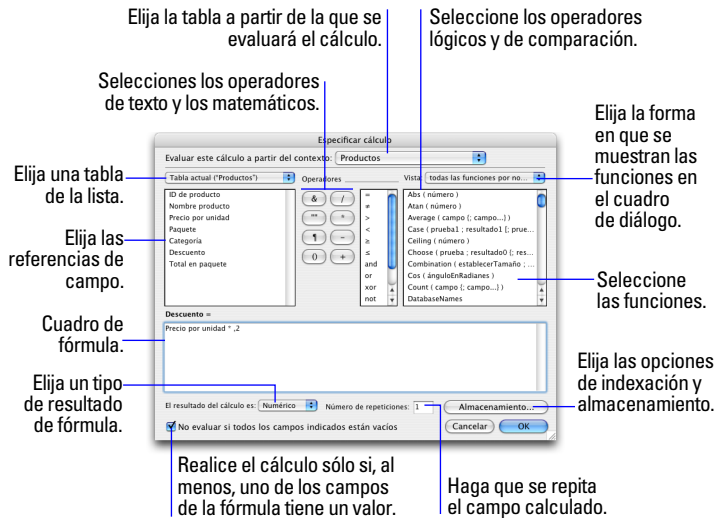 Elija la tabla a partir de la que se
evaluará el cálculo.
Seleccione los operadores
lógicos y de comparación.
Selecciones los operadores
de texto y los matemáticos.
Elija la forma
en que se
muestran las
funciones en
el cuadro
de diálogo.
Elija una tabla
de la lista.
Elija las
referencias de
campo.
Cuadro de
fórmula.
Elija un tipo
de resultado
de fórmula.
Especificar cálculo
Evaluar este cálculo a partir del contexto: Productos
Tabla actual ("Productos")
Operadores
Vista: todas las funciones por no...
ID de producto
Nombre producto
Precio por unidad
Paquete
Categoría
Descuento
Total en paquete
& /
"" *
¶ -
() +
=
≠
>
<
≥
≤
and
or
xor
not
Abs ( número )
Atan ( número )
Average ( campo {; campo...} )
Case ( prueba1 ; resultado1 {; prue...
Ceiling ( número )
Choose ( prueba ; resultado0 {; res...
Combination ( establecerTamaño ; ...
Cos ( ánguloEnRadianes )
Count ( campo {; campo...} )
DatabaseNames
Descuento =
Precio por unidad * ,2
El resultado del cálculo es: Numérico
Número de repeticiones: 1
Almacenamiento...
No evaluar si todos los campos indicados están vacíos
Cancelar
OK
Seleccione
las funciones.
Elija las opciones
de indexación y
almacenamiento.
Realice el cálculo sólo si, al
menos, uno de los campos
de la fórmula tiene un valor.
Haga que se repita
el campo calculado.